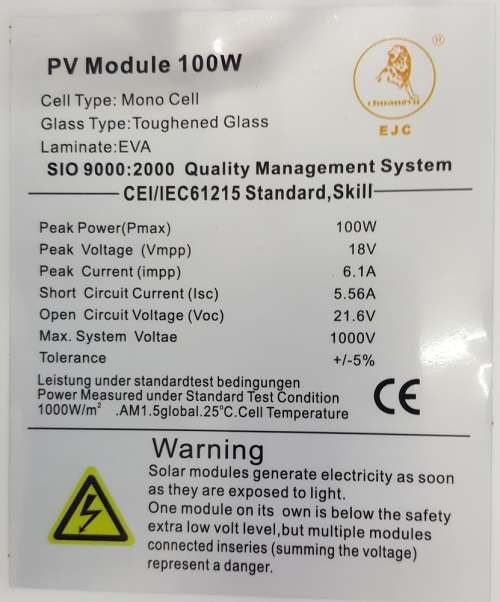 PV Module 100W
®
Cell Type: Mono Cell
Glass Type:Toughened Glass
Laminate:EVA
EJC
SIO 9000:2000 Quality Management System
CEI/IEC61215 Standard,Skill
Peak Power(Pmax) 100W
Peak Voltage (Vmpp) 18V
Peak Current (impp) 6.1A
Short Circuit Current (Isc) 5.56A
Open Circuit Voltage (Voc) 21.6V
Max. System Voltae 1000V
Tolerance +/-5%
Leistung under standardtest bedingungen
Power Measured under Standard Test Condition
1000W/m² .AM1.5global.25°C.Cell Temperature
CE
Warning
Solar modules generate electricity as soon
as they are exposed to light.
One module on its own is below the safety
extra low volt level,but multiple modules
connected inseries (summing the voltage)
represent a danger.